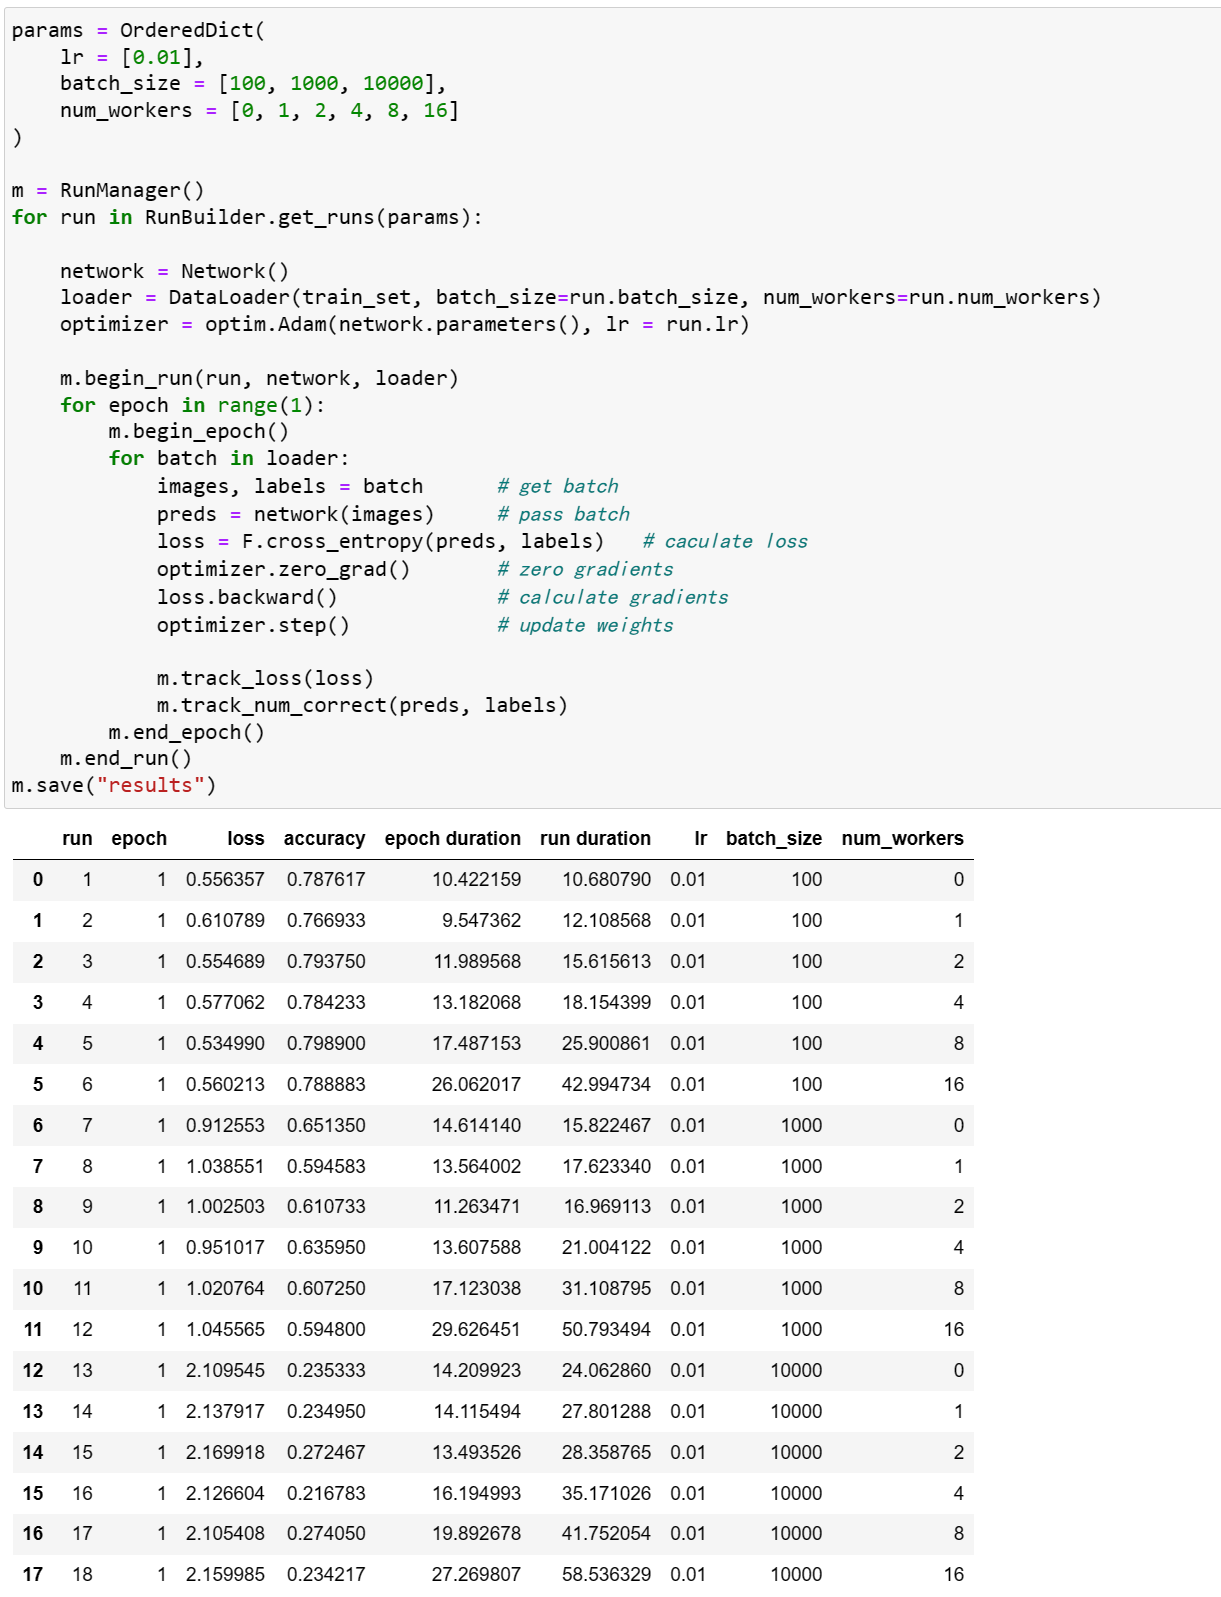 params = OrderedDict(
    lr = [0.01],
    batch_size = [100, 1000, 10000],
    num_workers = [0, 1, 2, 4, 8, 16]
)

m = RunManager()
for run in RunBuilder.get_runs(params):

    network = Network()
    loader = DataLoader(train_set, batch_size=run.batch_size, num_workers=run.num_workers)
    optimizer = optim.Adam(network.parameters(), lr = run.lr)

    m.begin_run(run, network, loader)
    for epoch in range(1):
        m.begin_epoch()
        for batch in loader:
            images, labels = batch      # get batch
            preds = network(images)     # pass batch
            loss = F.cross_entropy(preds, labels)   # caculate loss
            optimizer.zero_grad()       # zero gradients
            loss.backward()             # calculate gradients
            optimizer.step()            # update weights

            m.track_loss(loss)
            m.track_num_correct(preds, labels)
        m.end_epoch()
    m.end_run()
m.save("results")
run epoch loss accuracy epoch duration run duration lr batch_size num_workers
0 1 1 0.556357 0.787617 10.422159 10.680790 0.01 100 0
1 2 1 0.610789 0.766933 9.547362 12.108568 0.01 100 1
2 3 1 0.554689 0.793750 11.989568 15.615613 0.01 100 2
3 4 1 0.577062 0.784233 13.182068 18.154399 0.01 100 4
4 5 1 0.534990 0.798900 17.487153 25.900861 0.01 100 8
5 6 1 0.560213 0.788883 26.062017 42.994734 0.01 100 16
6 7 1 0.912553 0.651350 14.614140 15.822467 0.01 1000 0
7 8 1 1.038551 0.594583 13.564002 17.623340 0.01 1000 1
8 9 1 1.002503 0.610733 11.263471 16.969113 0.01 1000 2
9 10 1 0.951017 0.635950 13.607588 21.004122 0.01 1000 4
10 11 1 1.020764 0.607250 17.123038 31.108795 0.01 1000 8
11 12 1 1.045565 0.594800 29.626451 50.793494 0.01 1000 16
12 13 1 2.109545 0.235333 14.209923 24.062860 0.01 10000 0
13 14 1 2.137917 0.234950 14.115494 27.801288 0.01 10000 1
14 15 1 2.169918 0.272467 13.493526 28.358765 0.01 10000 2
15 16 1 2.126604 0.216783 16.194993 35.171026 0.01 10000 4
16 17 1 2.105408 0.274050 19.892678 41.752054 0.01 10000 8
17 18 1 2.159985 0.234217 27.269807 58.536329 0.01 10000 16